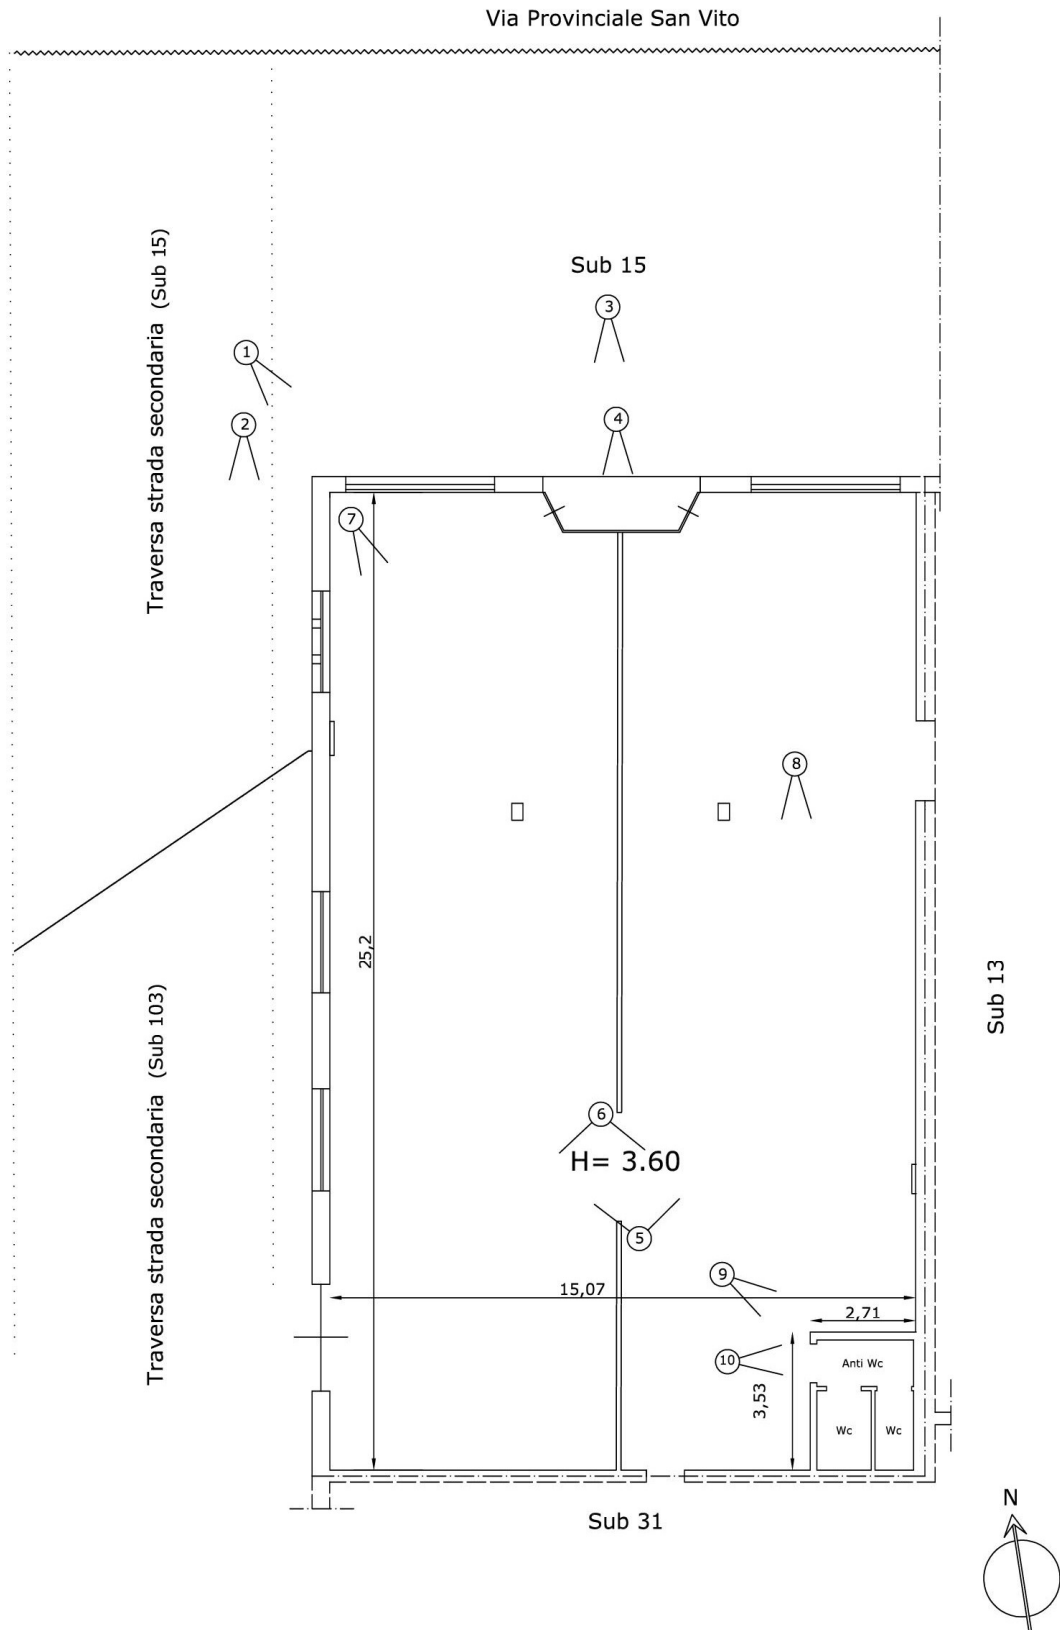 Via Provinciale San Vito
Traversa strada secondaria (Sub 15)
Sub 15
3
1
4
2
7
8
25,2
Sub 13
Traversa strada secondaria (Sub 103)
6
H= 3.60
5
9
15,07
2,71
10
Anti Wc
3,53
Wc
Wc
Sub 31
N